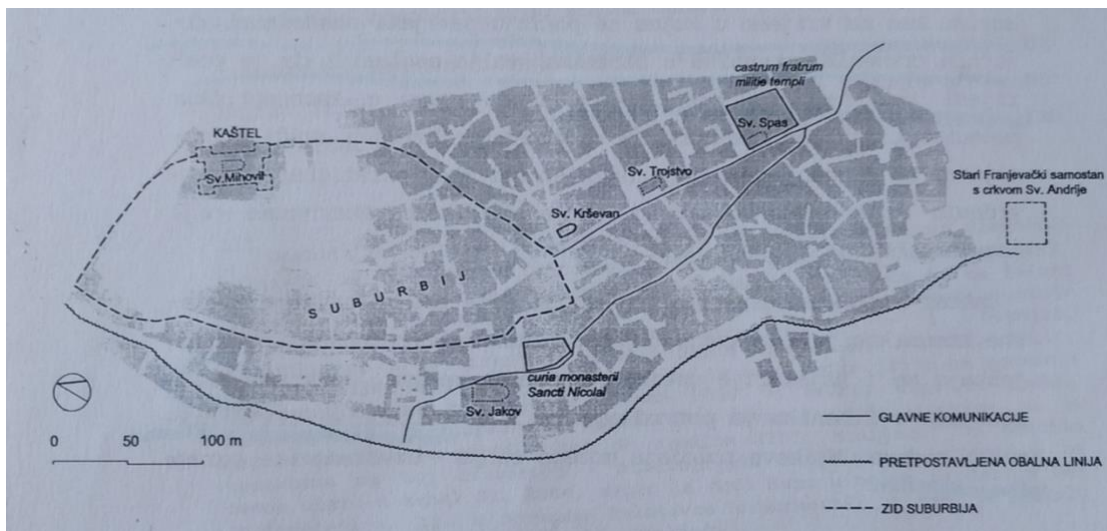 castrum fratrum
militie templi
Sv. Spas
KAŠTEL
Sv. Mihovil
Sv. Trojstvo
Stari Franjevački samostan
s crkvom Sv. Andrije
Sv. Krševan
SUBURBIJ
curia monasterii
Sancti Nicolai
Sv. Jakov
0 50 100 m
GLAVNE KOMUNIKACIJE
PRETPOSTAVLJENA OBALNA LINIJA
ZID SUBURBIJA